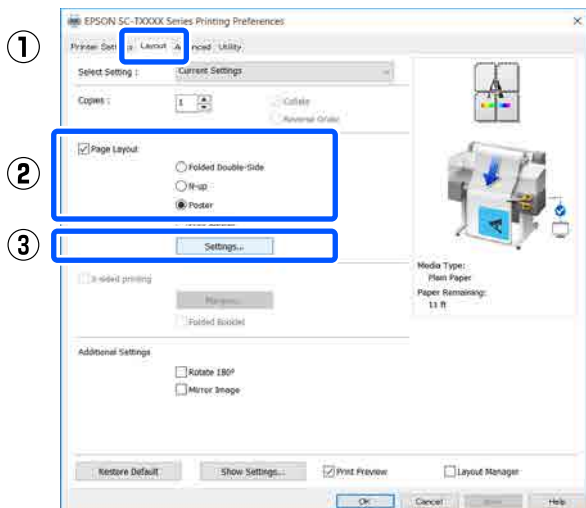 EPSON SC-TXXXX Series Printing Preferences
①
Layout
Utility
Select Setting :
Current Settings
Copies :
1
Collate
Reverse Order
②
Page Layout
Folded Double-Side
N-up
Poster
③
Settings...
2-sided printing
Margins...
Folded Booklet
Media Type:
Plain Paper
Paper Remaining:
11 ft
Additional Settings
Rotate 180°
Mirror Image
Restore Default
Show Settings...
Print Preview
Layout Manager
OK
Cancel
Help